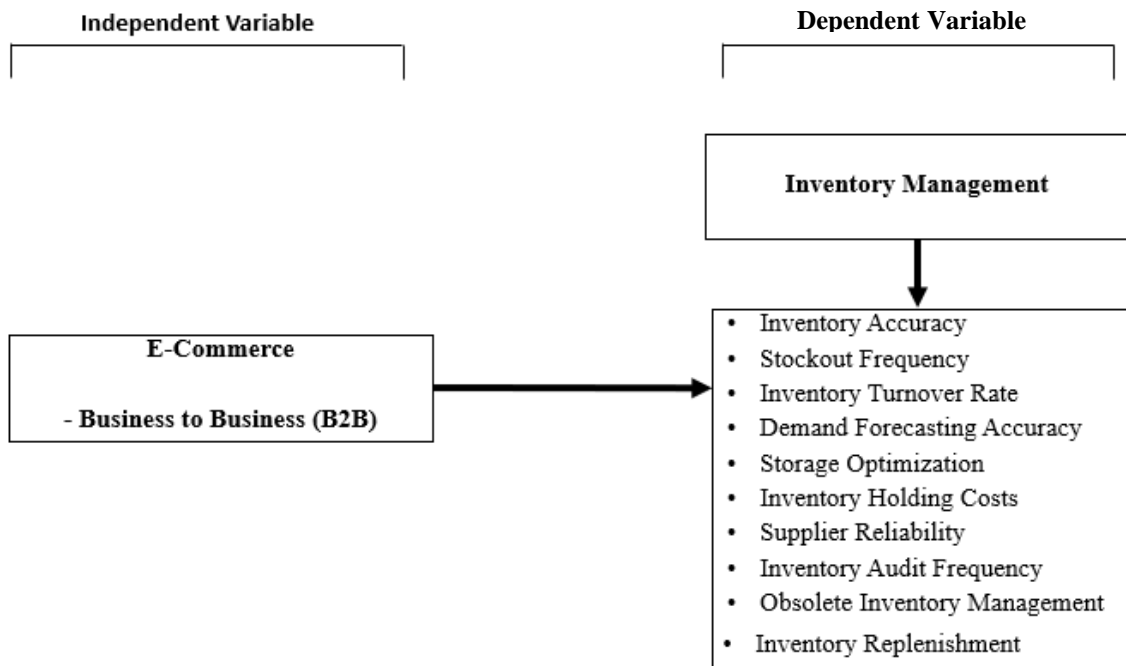 Independent Variable
Dependent Variable
Inventory Management
E-Commerce
- Business to Business (B2B)
• Inventory Accuracy
• Stockout Frequency
• Inventory Turnover Rate
• Demand Forecasting Accuracy
• Storage Optimization
• Inventory Holding Costs
• Supplier Reliability
• Inventory Audit Frequency
• Obsolete Inventory Management
• Inventory Replenishment